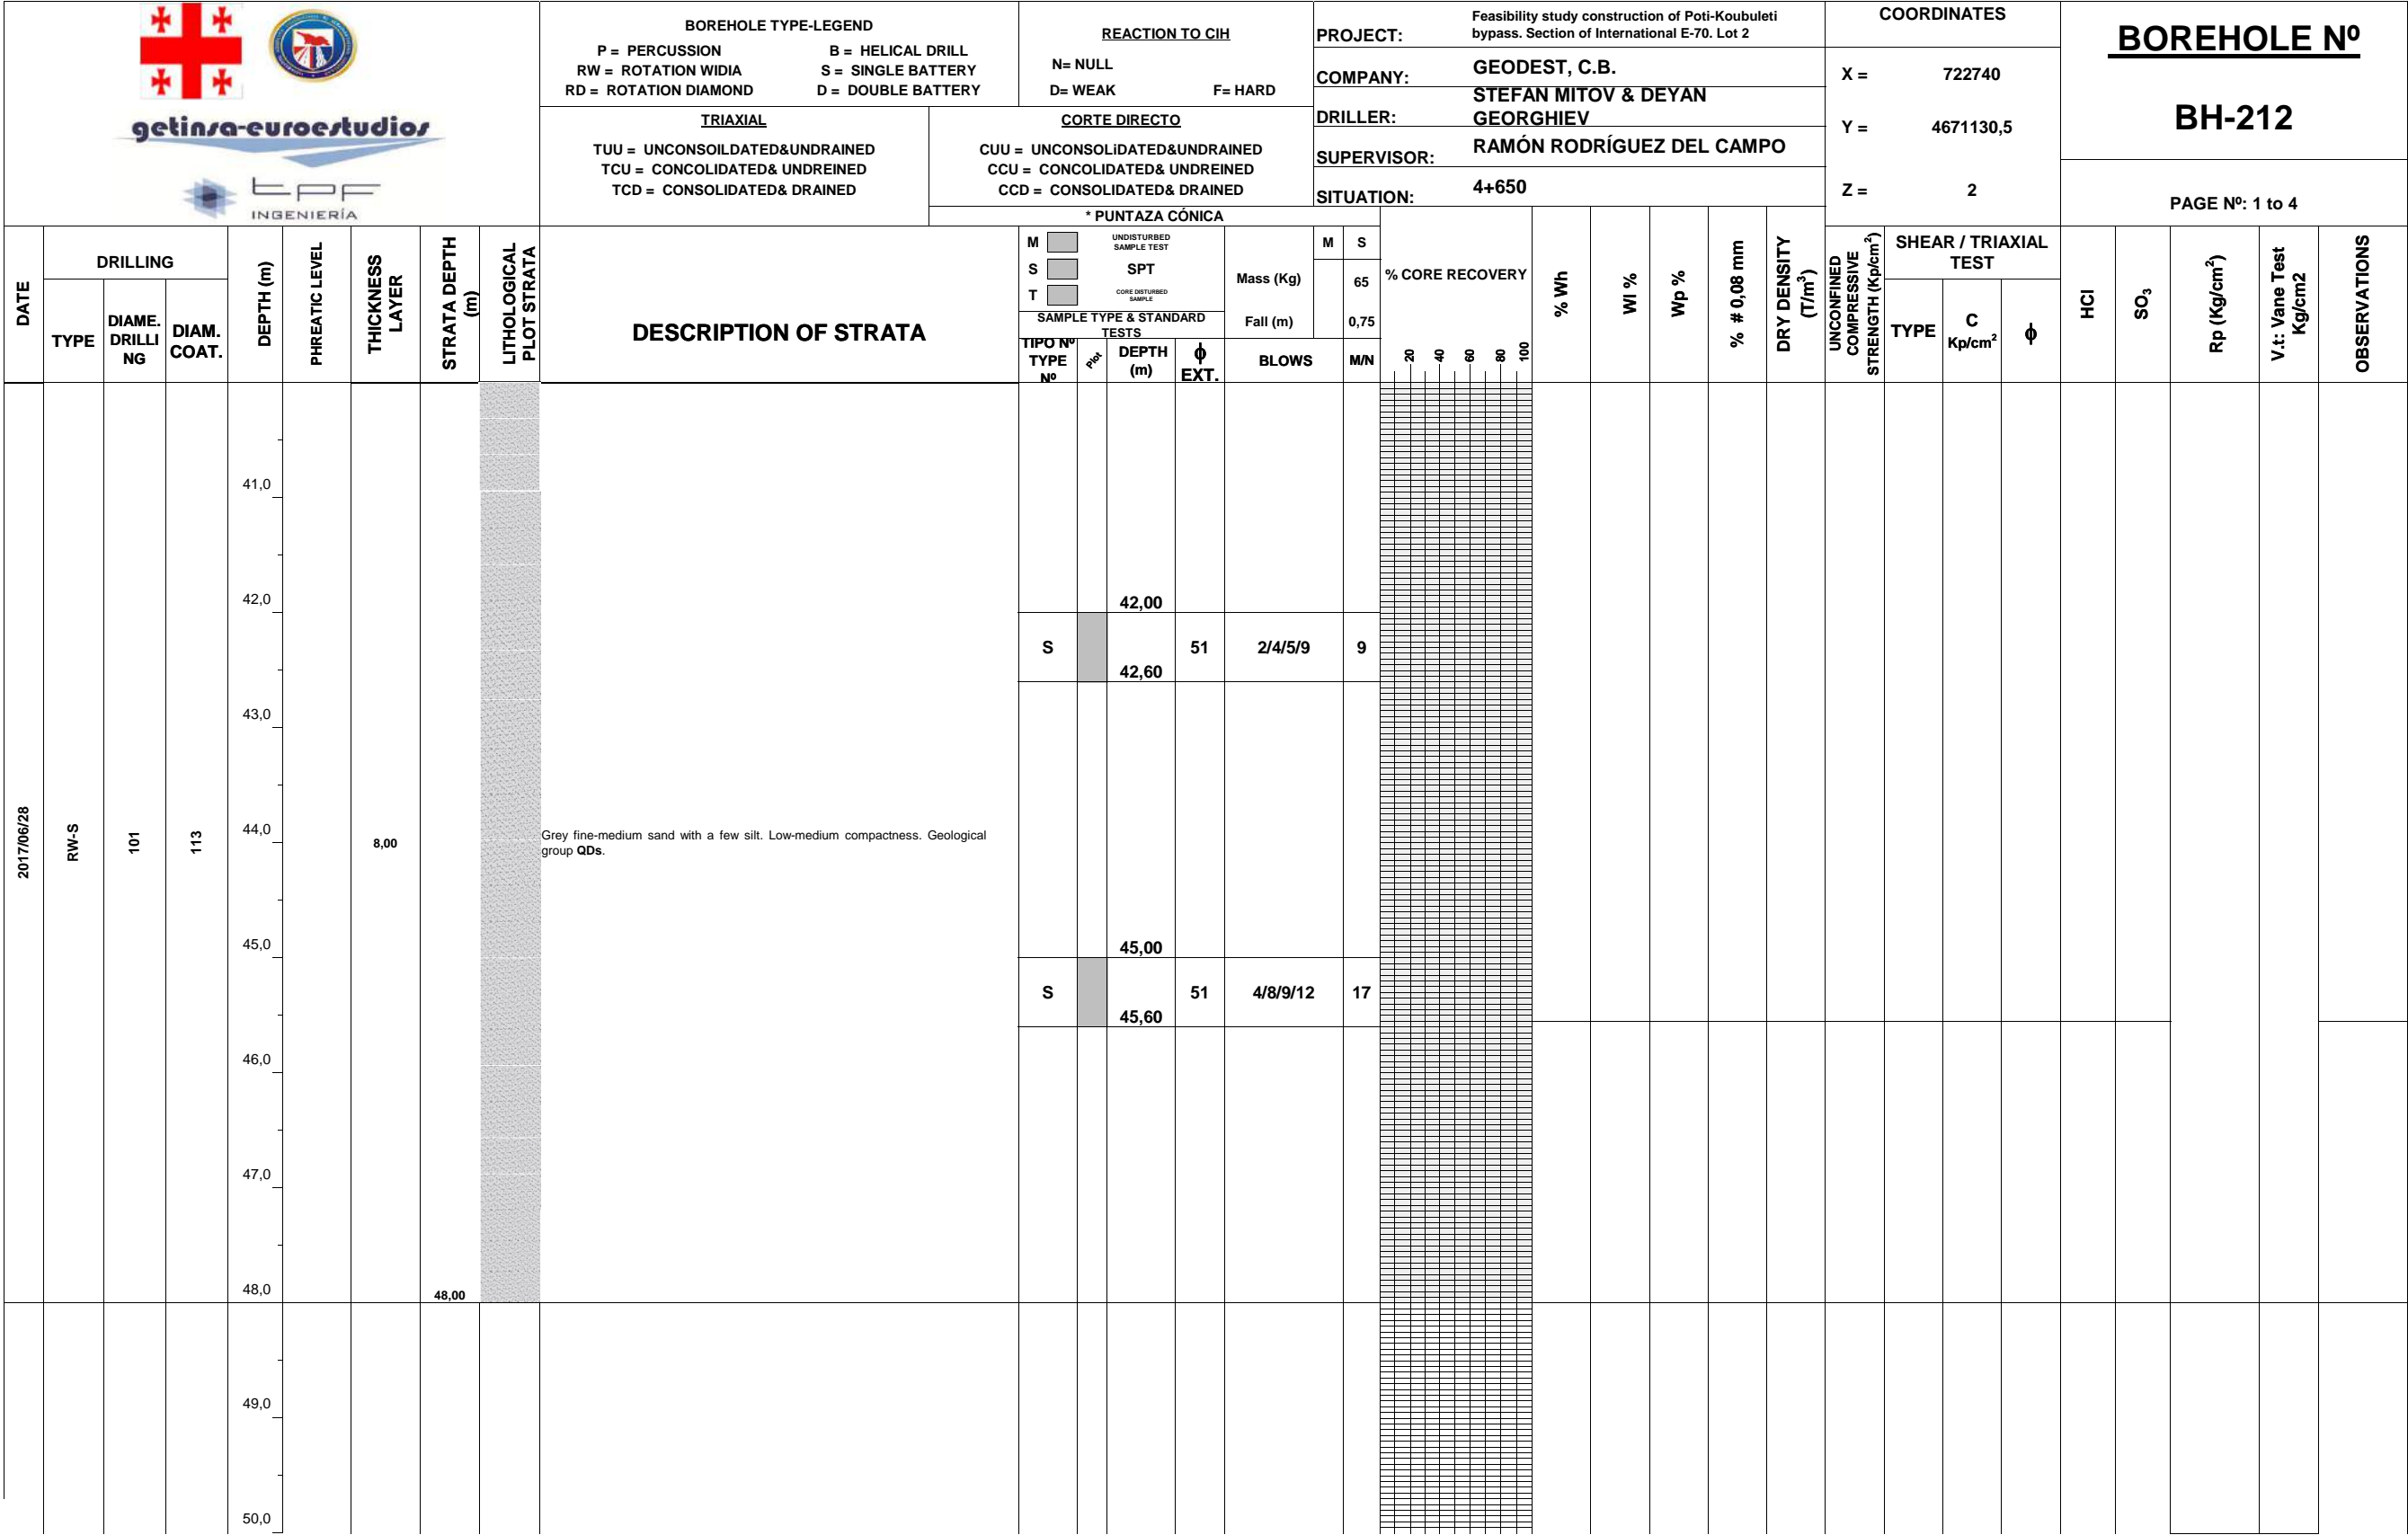 getinsa-euroestudios
tpf
INGENIERÍA
BOREHOLE TYPE-LEGEND
P = PERCUSSION B = HELICAL DRILL
RW = ROTATION WIDIA S = SINGLE BATTERY
RD = ROTATION DIAMOND D = DOUBLE BATTERY
REACTION TO CIH
N= NULL
D= WEAK F= HARD
TRIAXIAL
TUU = UNCONSOILDATED&UNDRAINED
TCU = CONCOLIDATED& UNDREINED
TCD = CONSOLIDATED& DRAINED
CORTE DIRECTO
CUU = UNCONSOLiDATED&UNDRAINED
CCU = CONCOLIDATED& UNDREINED
CCD = CONSOLIDATED& DRAINED
* PUNTAZA CÓNICA
PROJECT: Feasibility study construction of Poti-Koubuleti
bypass. Section of International E-70. Lot 2
COMPANY: GEODEST, C.B.
DRILLER: STEFAN MITOV & DEYAN
GEORGHIEV
SUPERVISOR: RAMÓN RODRÍGUEZ DEL CAMPO
SITUATION: 4+650
COORDINATES
X = 722740
Y = 4671130,5
Z = 2
BOREHOLE Nº
BH-212
PAGE Nº: 1 to 4
DATE
DRILLING
TYPE
DIAME.
DRILLI
NG
DIAM.
COAT.
DEPTH (m)
PHREATIC LEVEL
THICKNESS
LAYER
STRATA DEPTH
(m)
LITHOLOGICAL
PLOT STRATA
DESCRIPTION OF STRATA
M UNDISTURBED
SAMPLE TEST
S SPT
T CORE DISTURBED
SAMPLE
SAMPLE TYPE & STANDARD
TESTS
TIPO Nº
TYPE
Nº
Plot
DEPTH
(m)
ϕ
EXT.
M S
Mass (Kg) 65
Fall (m) 0,75
BLOWS M/N
% CORE RECOVERY
20 40 60 80 100
% Wh
Wl %
Wp %
% # 0,08 mm
DRY DENSITY
(T/m³)
UNCONFINED
COMPRESSIVE
STRENGTH (Kp/cm²)
SHEAR / TRIAXIAL
TEST
TYPE
C
Kp/cm²
ϕ
HCl
SO₃
Rp (Kg/cm²)
V.t: Vane Test
Kg/cm2
OBSERVATIONS
41,0
42,0
42,00
S 51 2/4/5/9 9
42,60
43,0
2017/06/28
RW-S
101
113
44,0
8,00
Grey fine-medium sand with a few silt. Low-medium compactness. Geological
group QDs.
45,0
45,00
S 51 4/8/9/12 17
45,60
46,0
47,0
48,0
48,00
49,0
50,0